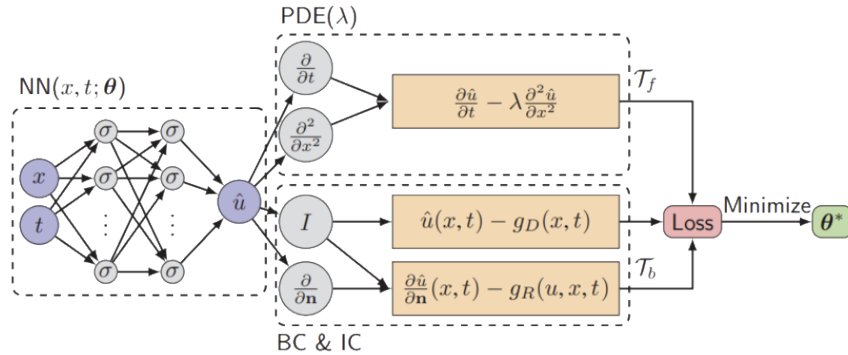 PDE(λ)
NN(x, t; θ)
∂/∂t
∂²/∂x²
∂û/∂t − λ ∂²û/∂x²
𝒯_f
σ
σ
x
σ
σ
t
û
⋮
⋮
σ
σ
I
û(x, t) − g_D(x, t)
Loss
Minimize
θ*
∂/∂n
∂û/∂n(x, t) − g_R(u, x, t)
𝒯_b
BC & IC